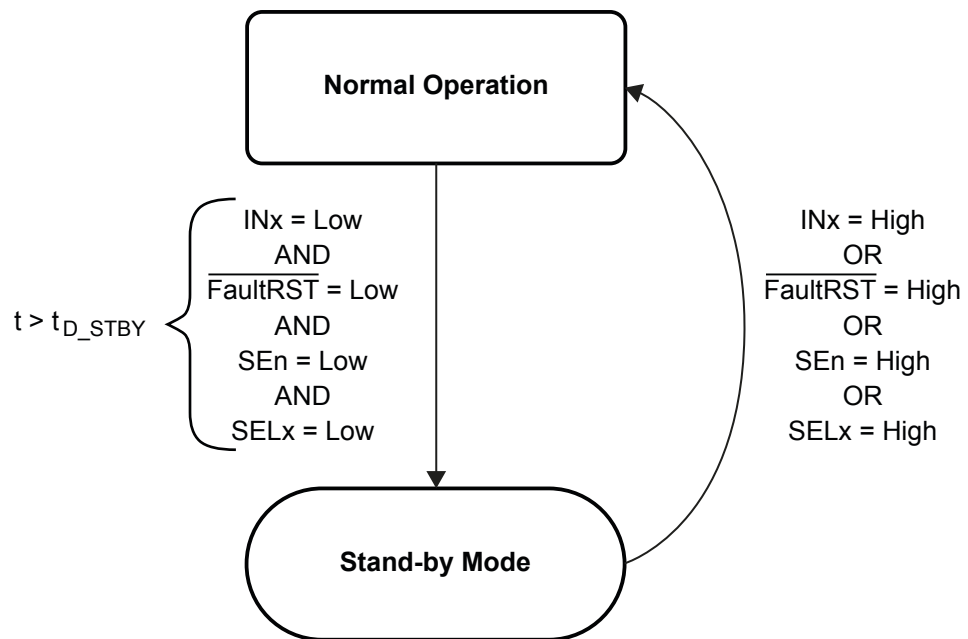 Normal Operation
t > tD_STBY
INx = Low
AND
FaultRST = Low
AND
SEn = Low
AND
SELx = Low
INx = High
OR
FaultRST = High
OR
SEn = High
OR
SELx = High
Stand-by Mode